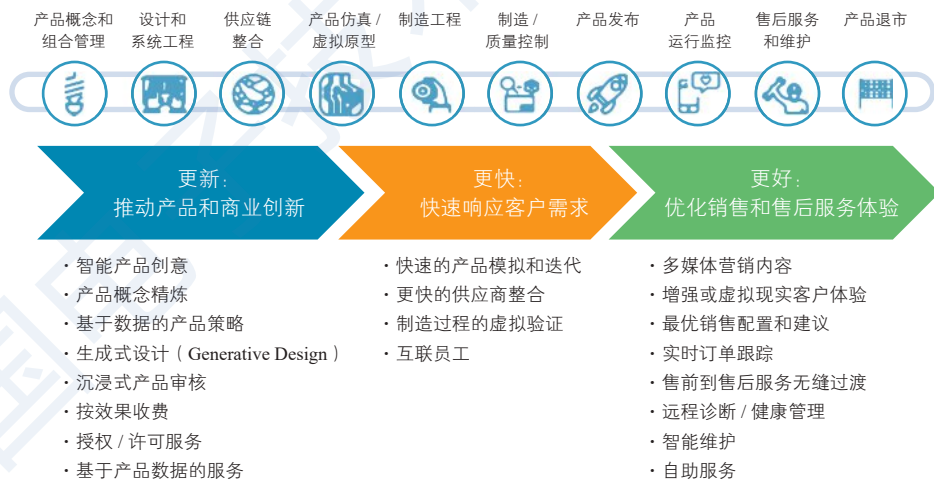 产品概念和
组合管理
设计和
系统工程
供应链
整合
产品仿真 /
虚拟原型
制造工程
制造 /
质量控制
产品发布
产品
运行监控
售后服务
和维护
产品退市
更新：
推动产品和商业创新
更快：
快速响应客户需求
更好：
优化销售和售后服务体验
· 智能产品创意
· 产品概念精炼
· 基于数据的产品策略
· 生成式设计（Generative Design）
· 沉浸式产品审核
· 按效果收费
· 授权 / 许可服务
· 基于产品数据的服务
· 快速的产品模拟和迭代
· 更快的供应商整合
· 制造过程的虚拟验证
· 互联员工
· 多媒体营销内容
· 增强或虚拟现实客户体验
· 最优销售配置和建议
· 实时订单跟踪
· 售前到售后服务无缝过渡
· 远程诊断 / 健康管理
· 智能维护
· 自助服务